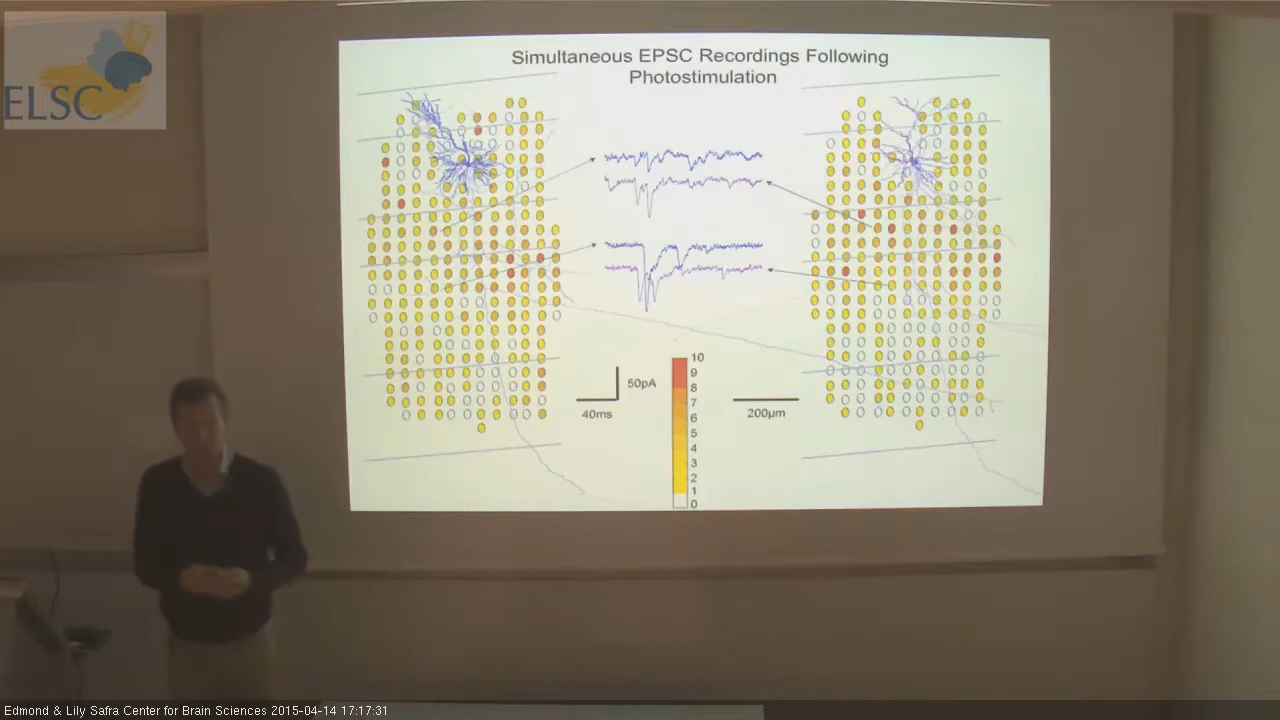 ELSC
Simultaneous EPSC Recordings Following
Photostimulation
50pA
40ms
10
9
8
7
6
5
4
3
2
1
0
200µm
Edmond & Lily Safra Center for Brain Sciences 2015-04-14 17:17:31